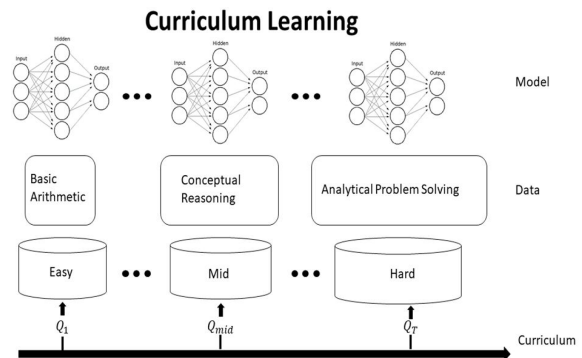 Curriculum Learning
Input
Hidden
Output
Input
Hidden
Output
Input
Hidden
Output
Model
Basic
Arithmetic
Conceptual
Reasoning
Analytical Problem Solving
Data
Easy
Mid
Hard
Q₁
Qmid
QT
Curriculum